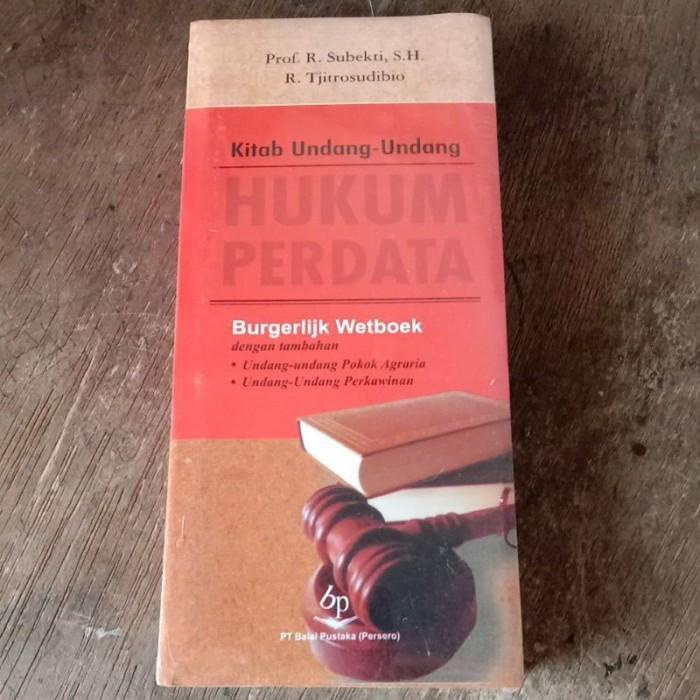 Prof. R. Subekti, S.H.
R. Tjitrosudibio
Kitab Undang-Undang
HUKUM
PERDATA
Burgerlijk Wetboek
dengan tambahan
• Undang-undang Pokok Agraria
• Undang-Undang Perkawinan
bp
PT Balai Pustaka (Persero)